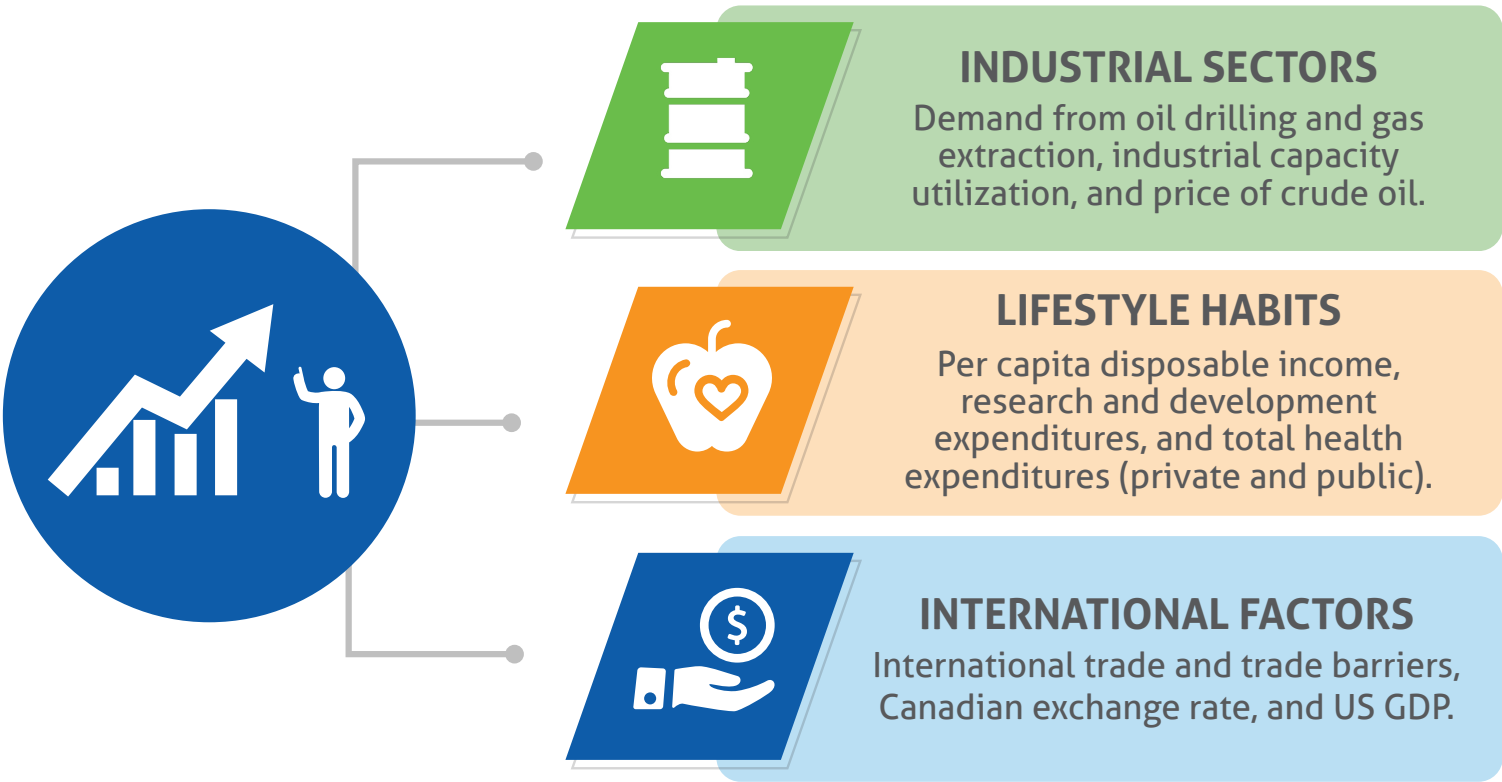 INDUSTRIAL SECTORS
Demand from oil drilling and gas
extraction, industrial capacity
utilization, and price of crude oil.
LIFESTYLE HABITS
Per capita disposable income,
research and development
expenditures, and total health
expenditures (private and public).
$
INTERNATIONAL FACTORS
International trade and trade barriers,
Canadian exchange rate, and US GDP.